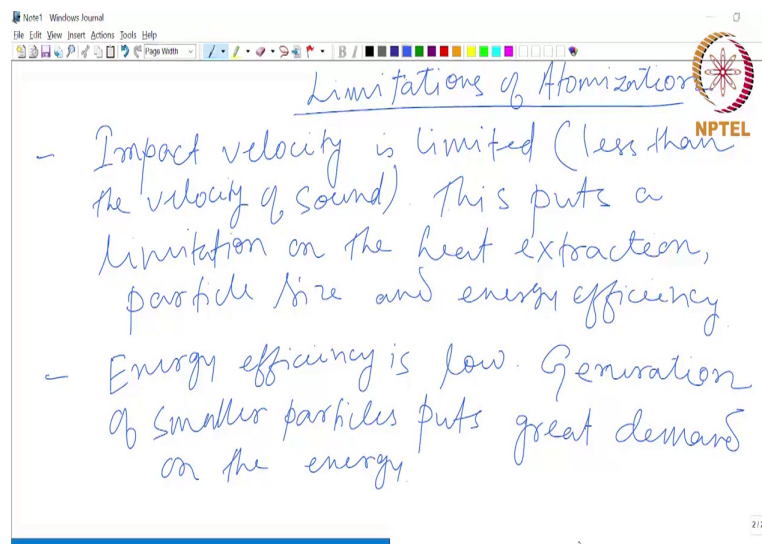 Note1 Windows Journal
File Edit View Insert Actions Tools Help
Page Width
B I
Limitations of Atomization
NPTEL
- Impact velocity is limited (less than
the velocity of sound). This puts a
limitation on the heat extraction,
particle size and energy efficiency
- Energy efficiency is low. Generation
of smaller particles puts great demand
on the energy.
2/2